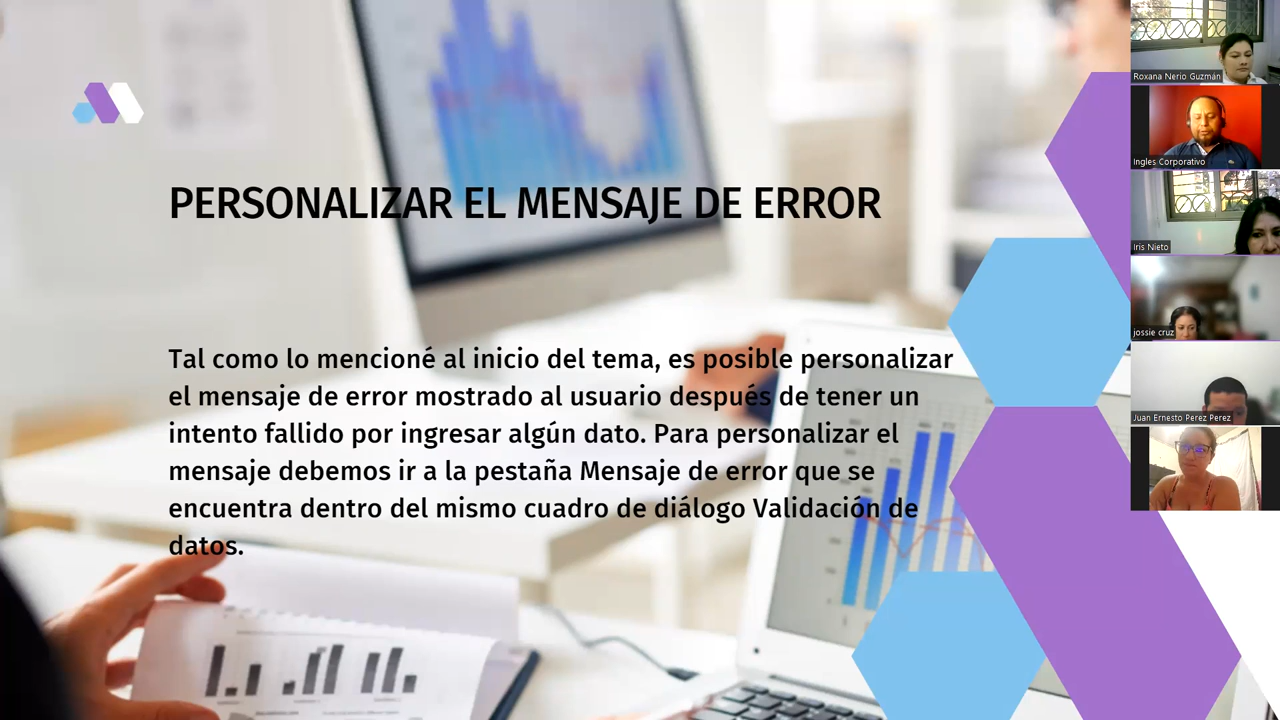 PERSONALIZAR EL MENSAJE DE ERROR
Tal como lo mencioné al inicio del tema, es posible personalizar
el mensaje de error mostrado al usuario después de tener un
intento fallido por ingresar algún dato. Para personalizar el
mensaje debemos ir a la pestaña Mensaje de error que se
encuentra dentro del mismo cuadro de diálogo Validación de
datos.
Roxana Nerio Guzmán
Ingles Corporativo
Iris Nieto
jossie cruz
Juan Ernesto Perez Perez